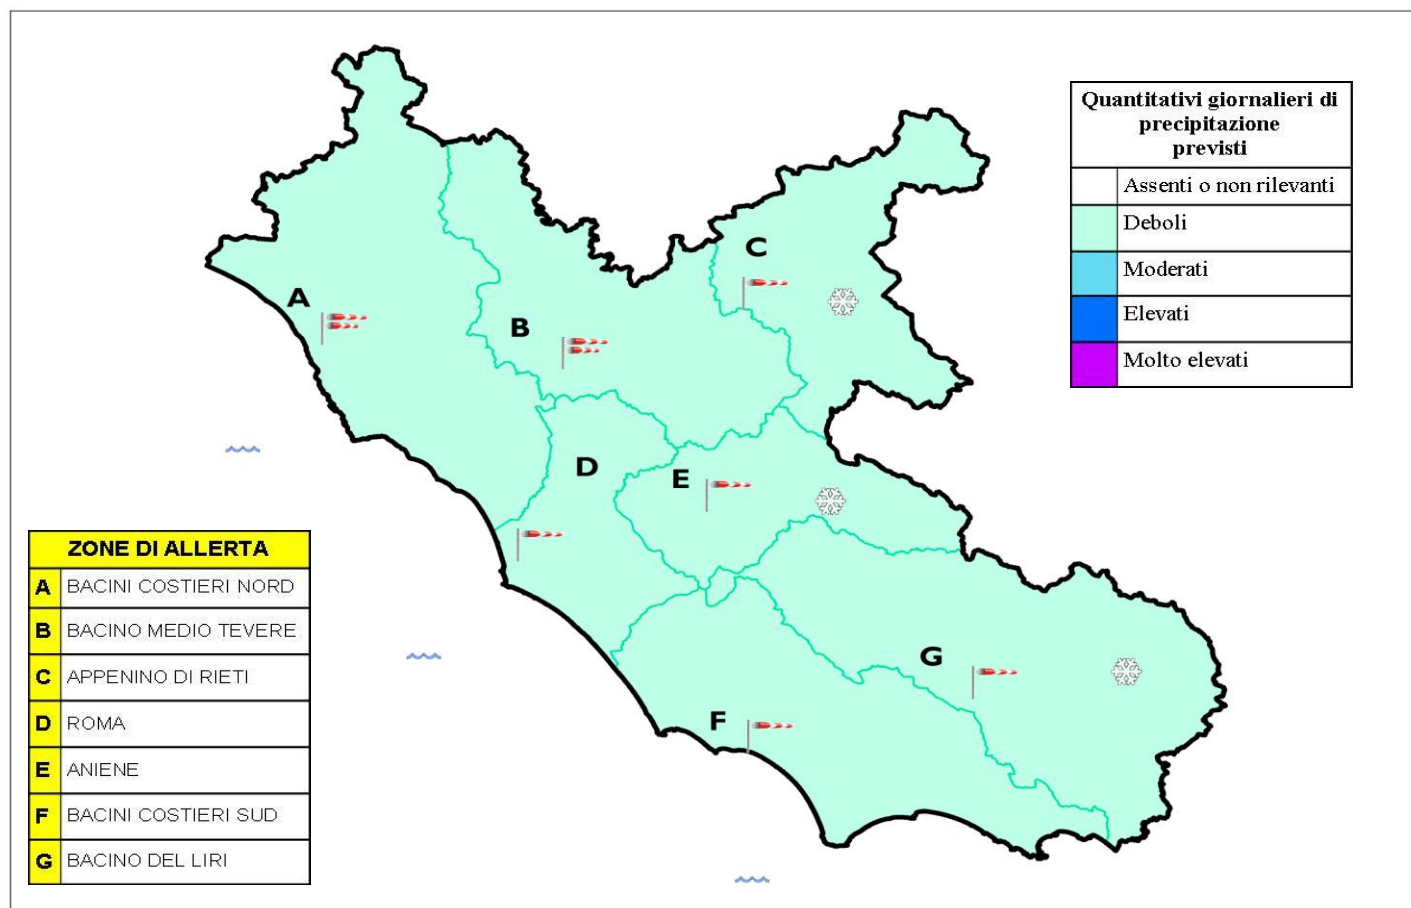 Quantitativi giornalieri di
precipitazione
previsti
Assenti o non rilevanti
Deboli
Moderati
Elevati
Molto elevati
C
A
B
D
E
G
F
ZONE DI ALLERTA
A BACINI COSTIERI NORD
B BACINO MEDIO TEVERE
C APPENINO DI RIETI
D ROMA
E ANIENE
F BACINI COSTIERI SUD
G BACINO DEL LIRI